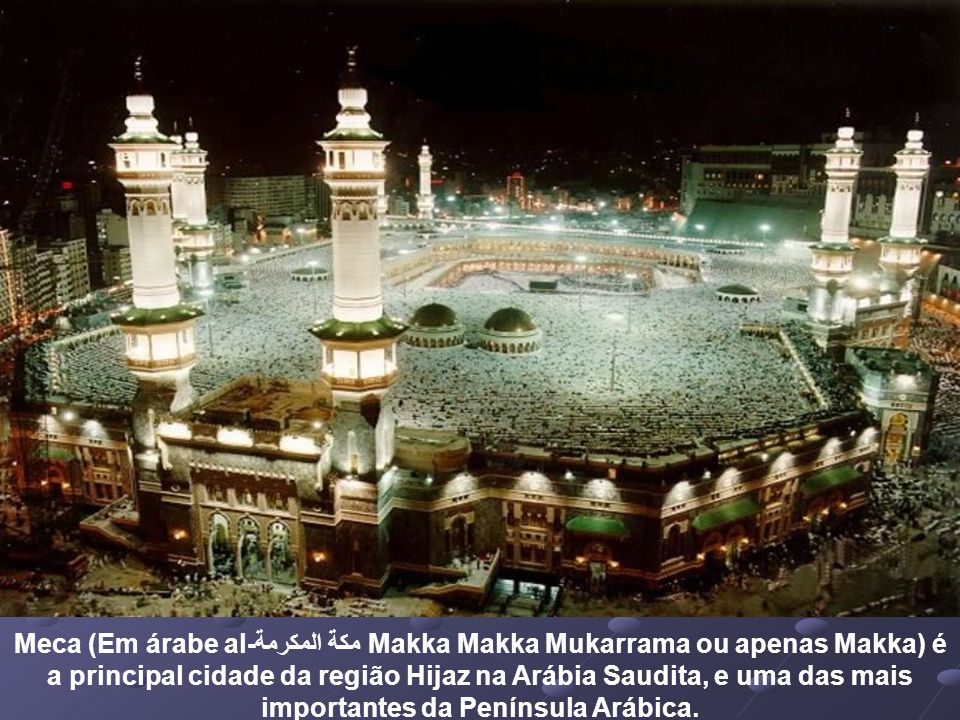 Meca (Em árabe al-مكة المكرمة Makka Makka Mukarrama ou apenas Makka) é
a principal cidade da região Hijaz na Arábia Saudita, e uma das mais
importantes da Península Arábica.